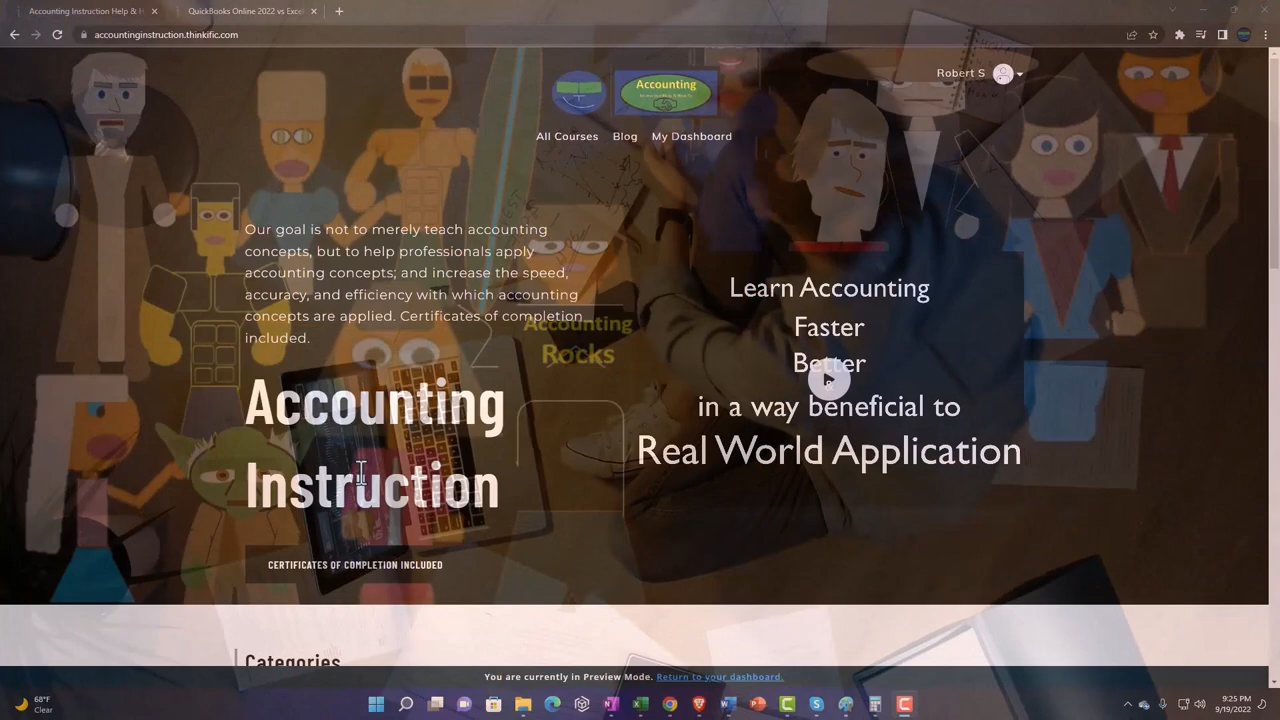 Accounting Instruction Help & H
QuickBooks Online 2022 vs Exce
accountinginstruction.thinkific.com
Robert S
Accounting
All Courses
Blog
My Dashboard
Our goal is not to merely teach accounting
concepts, but to help professionals apply
accounting concepts; and increase the speed,
accuracy, and efficiency with which accounting
concepts are applied. Certificates of completion
included.
Accounting
Rocks
Learn Accounting
Faster
Better
&
in a way beneficial to
Real World Application
Accounting
Instruction
CERTIFICATES OF COMPLETION INCLUDED
Categories
You are currently in Preview Mode. Return to your dashboard.
68°F
Clear
9:25 PM
9/19/2022